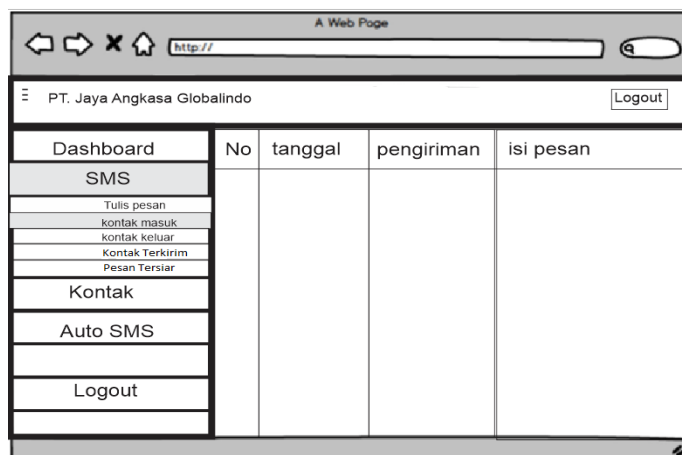 A Web Page
http://
PT. Jaya Angkasa Globalindo
Logout
Dashboard
No tanggal pengiriman isi pesan
SMS
Tulis pesan
kontak masuk
kontak keluar
Kontak Terkirim
Pesan Tersiar
Kontak
Auto SMS
Logout